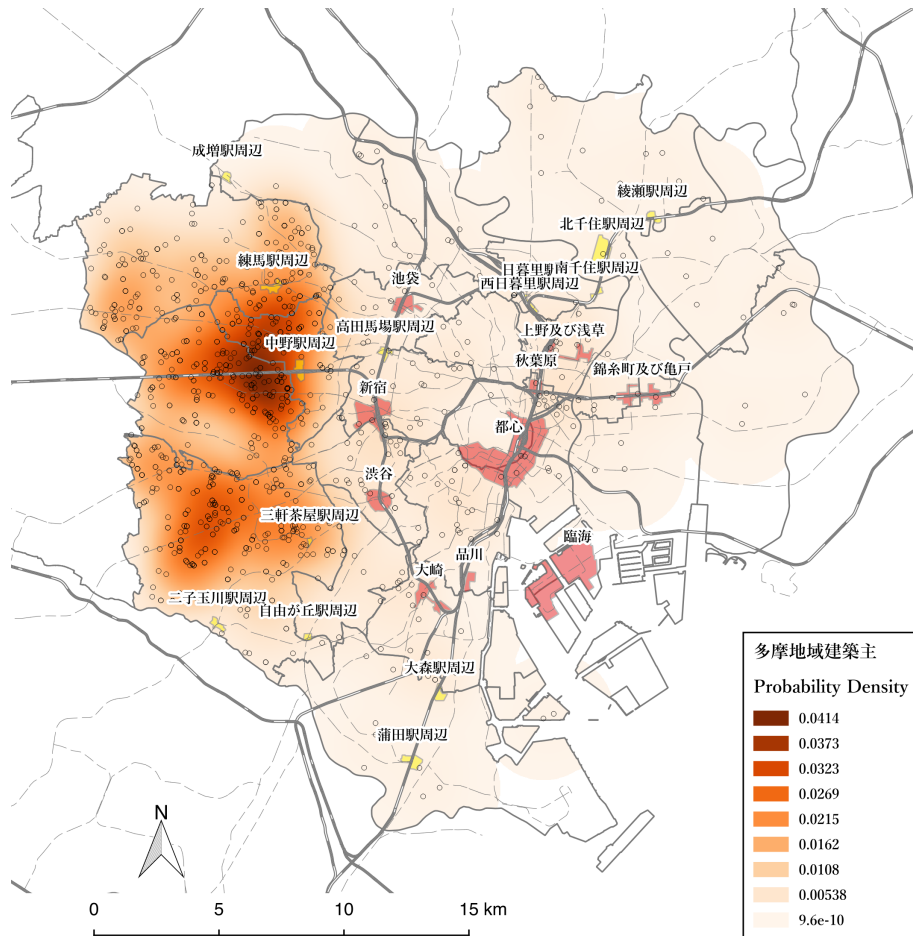 成増駅周辺
綾瀬駅周辺
北千住駅周辺
練馬駅周辺
池袋
日暮里駅
南千住駅周辺
西日暮里駅周辺
高田馬場駅周辺
上野及び浅草
中野駅周辺
秋葉原
錦糸町及び亀戸
新宿
都心
渋谷
三軒茶屋駅周辺
臨海
品川
大崎
二子玉川駅周辺
自由が丘駅周辺
大森駅周辺
蒲田駅周辺
多摩地域建築主
Probability Density
0.0414
0.0373
0.0323
0.0269
0.0215
0.0162
0.0108
0.00538
9.6e-10
N
0 5 10 15 km